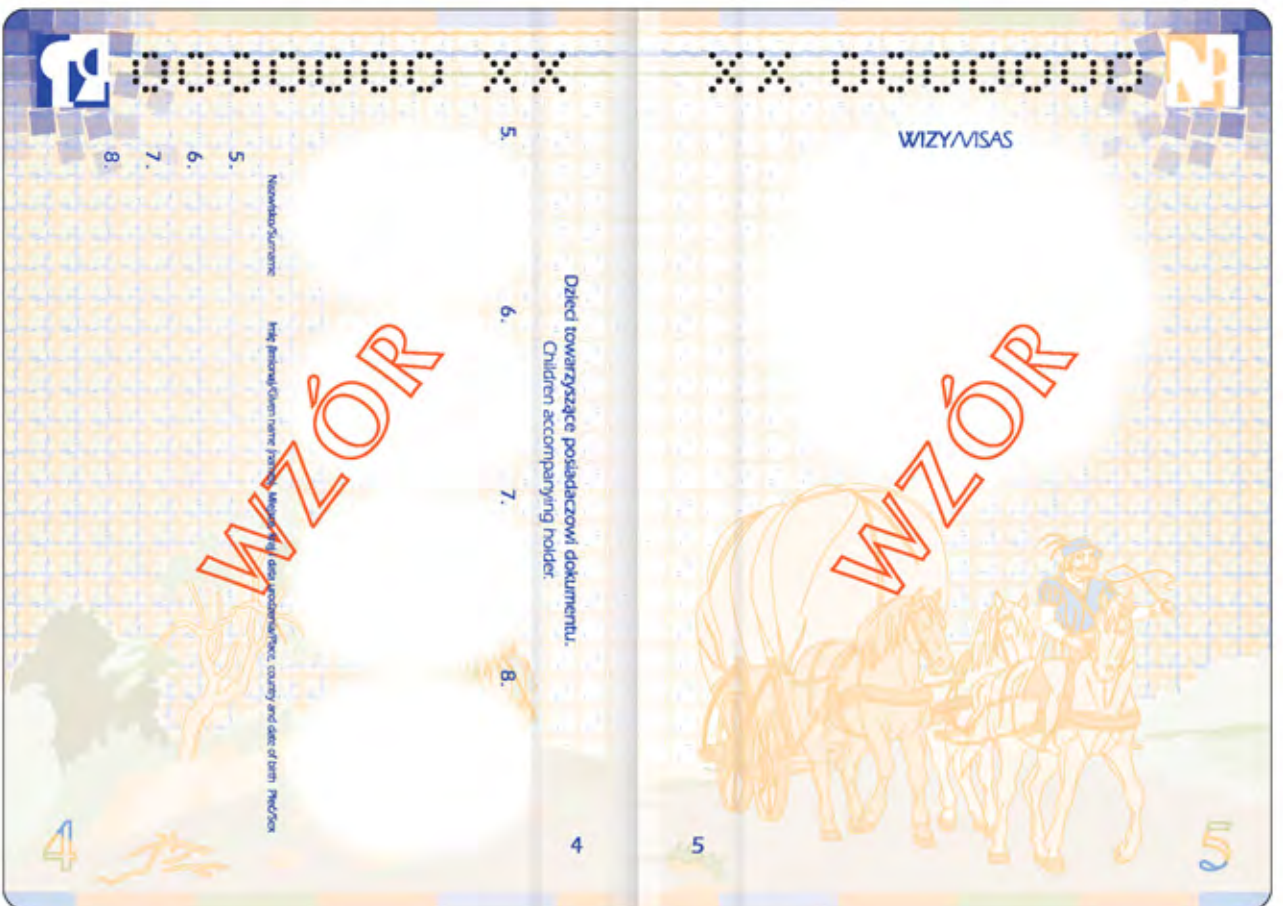 0000000 XX
5. 6. 7. 8.
Dzieci towarzyszące posiadaczowi dokumentu.
Children accompanying holder.
Nazwisko/Surname Imię (imiona)/Given name (names) Miejsce, kraj i data urodzenia/Place, country and date of birth Płeć/Sex
5.
6.
7.
8.
WZÓR
4
4
XX 0000000
WIZY/VISAS
WZÓR
5
5